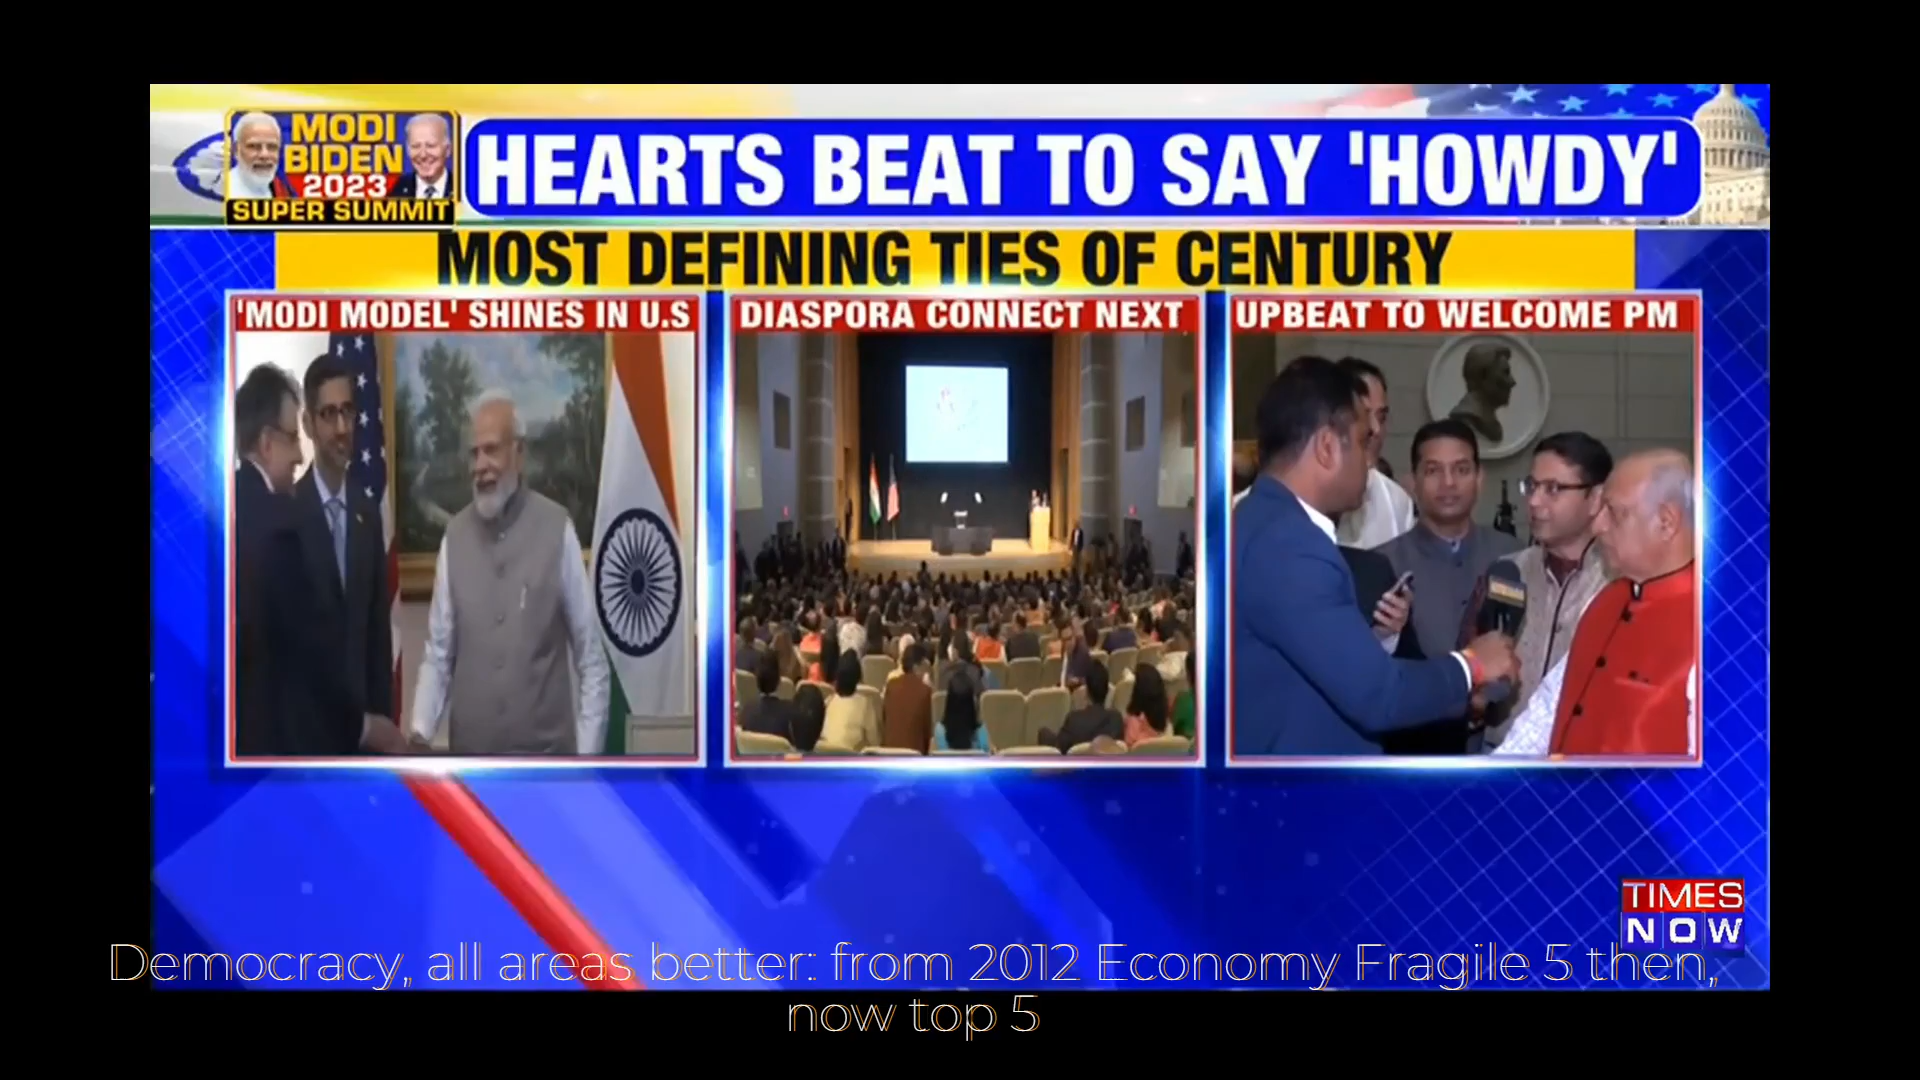 MODI
BIDEN
2023
SUPER SUMMIT
HEARTS BEAT TO SAY 'HOWDY'
MOST DEFINING TIES OF CENTURY
'MODI MODEL' SHINES IN U.S
DIASPORA CONNECT NEXT
UPBEAT TO WELCOME PM
TIMES
NOW
Democracy, all areas better: from 2012 Economy Fragile 5 then,
now top 5